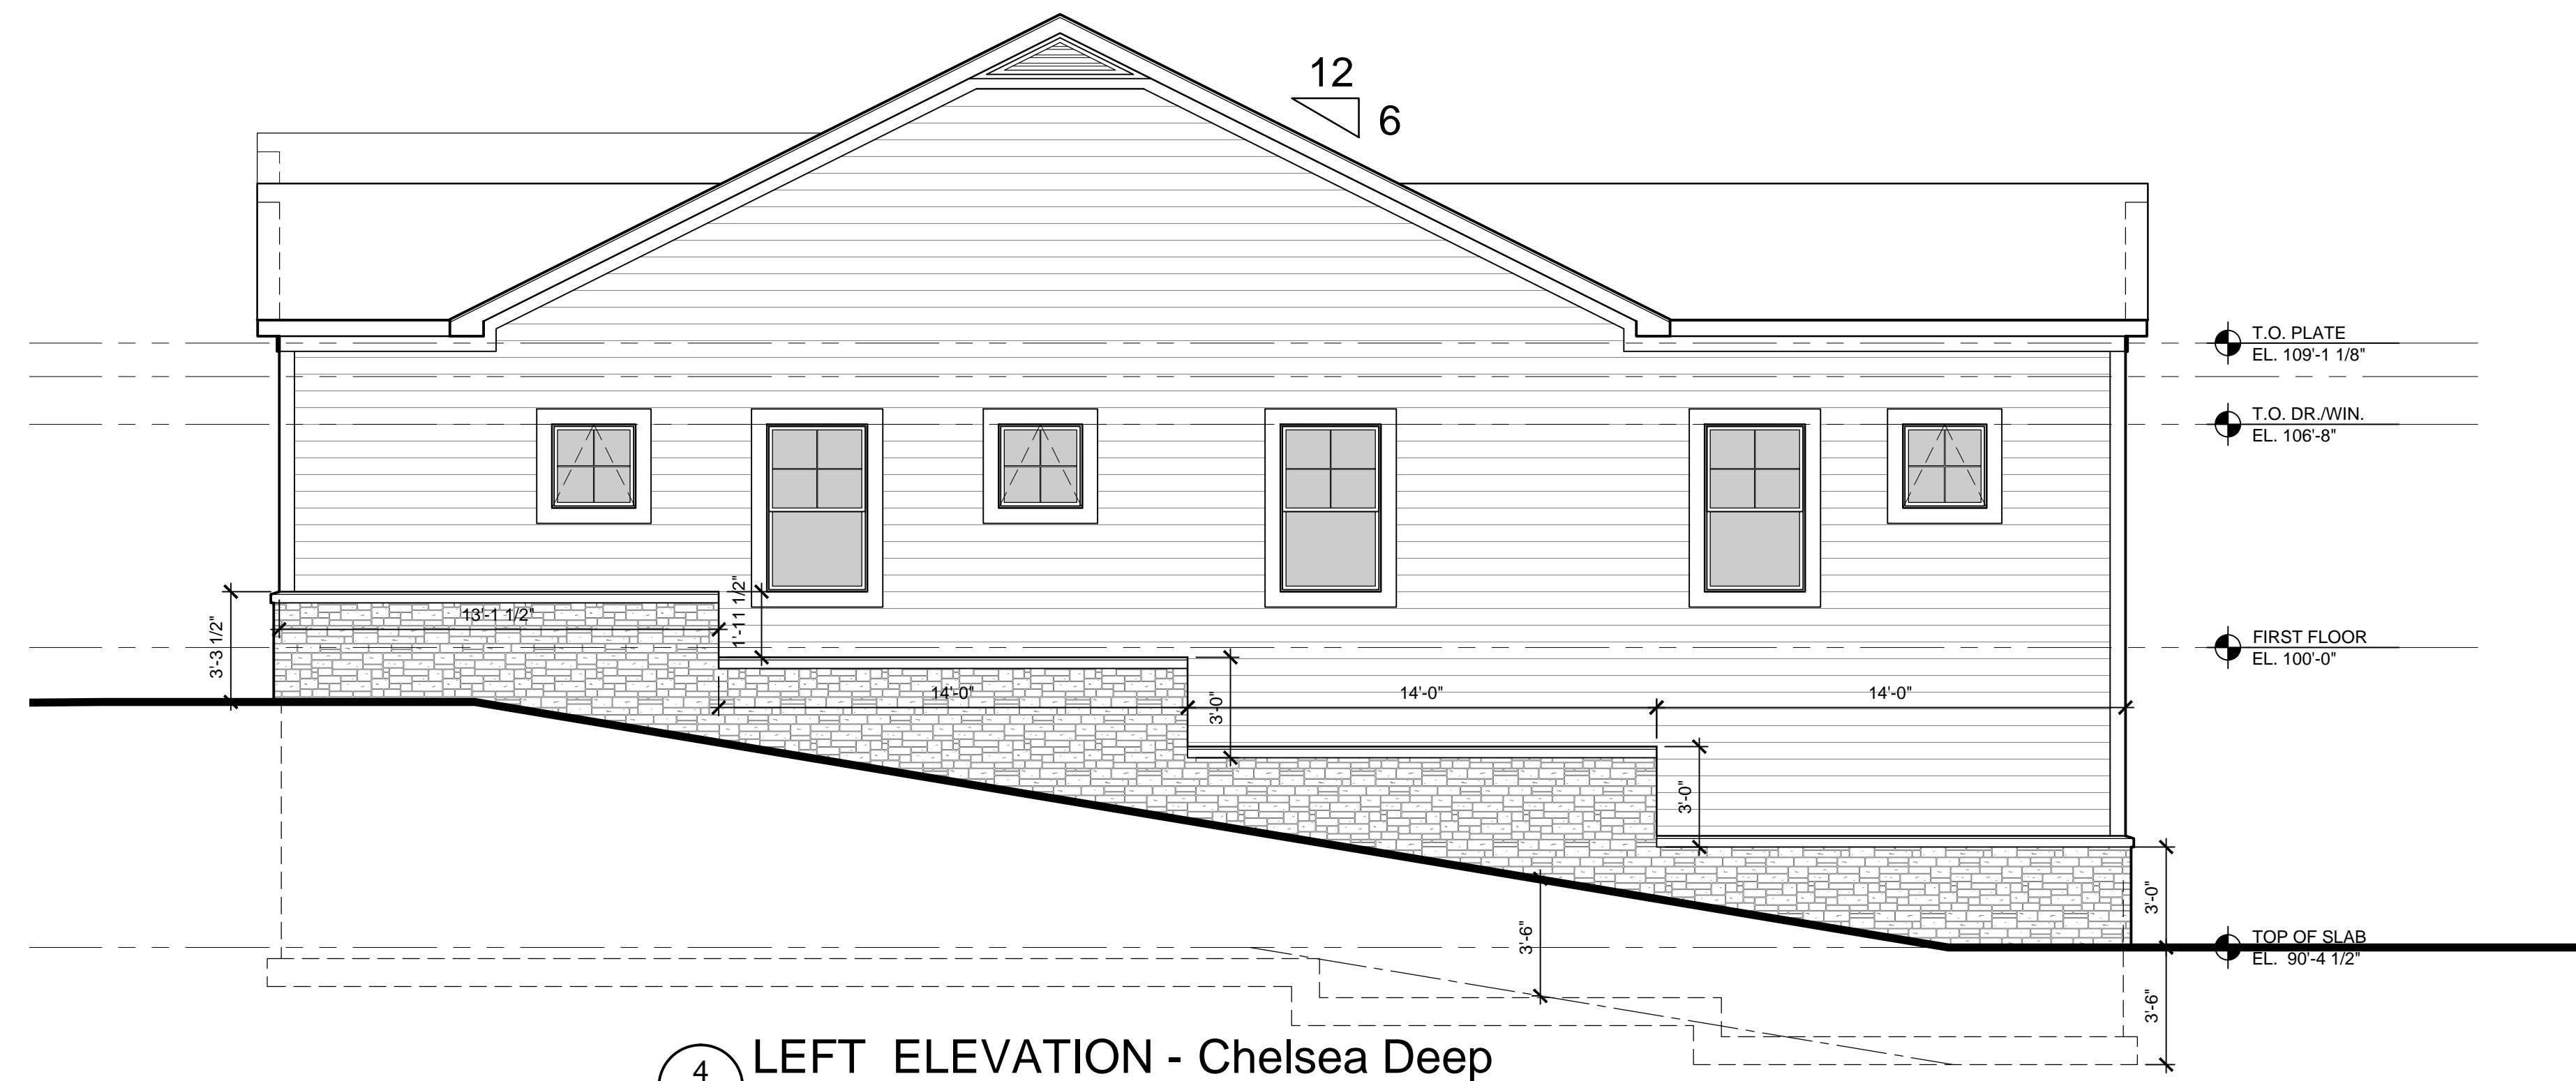 12
6
T.O. PLATE
EL. 109'-1 1/8"
T.O. DR./WIN.
EL. 106'-8"
3'-3 1/2"
13'-1 1/2"
1'-11 1/2"
FIRST FLOOR
EL. 100'-0"
14'-0"
3'-0"
14'-0"
14'-0"
3'-0"
3'-0"
3'-6"
TOP OF SLAB
EL. 90'-4 1/2"
3'-6"
4
LEFT ELEVATION - Chelsea Deep